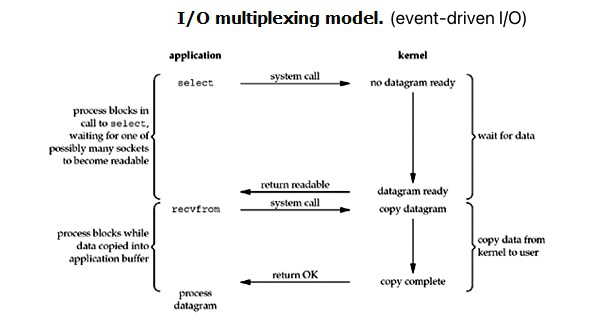 I/O multiplexing model. (event-driven I/O)
application
kernel
select
system call
no datagram ready
process blocks in
call to select,
waiting for one of
possibly many sockets
to become readable
wait for data
return readable
datagram ready
recvfrom
system call
copy datagram
process blocks while
data copied into
application buffer
copy data from
kernel to user
return OK
copy complete
process
datagram